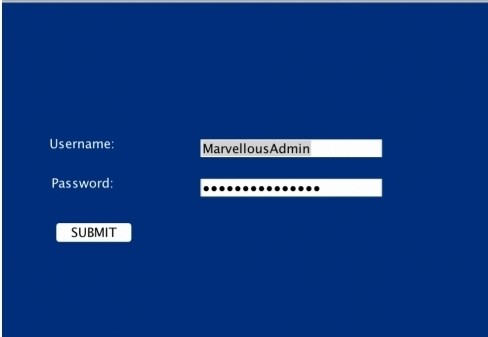 Username: MarvellousAdmin
Password: •••••••••••••••
SUBMIT